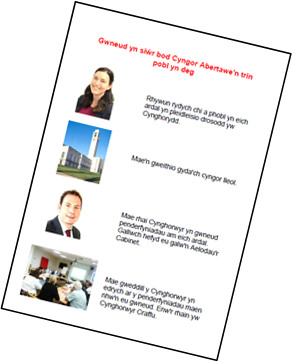 Gwneud yn siŵr bod Cyngor Abertawe'n trin
pobl yn deg
Rhywun rydych chi a phobl yn eich
ardal yn pleidleisio drosodd yw
Cynghorydd.
Mae'n gweithio gyda'ch cyngor lleol.
Mae rhai Cynghorwyr yn gwneud
penderfyniadau am eich ardal.
Gallwch hefyd eu galw'n Aelodau'r
Cabinet.
Mae gweddill y Cynghorwyr yn
edrych ar y penderfyniadau maen
nhw'n eu gwneud. Enw'r rhain yw
Cynghorwyr Craffu.